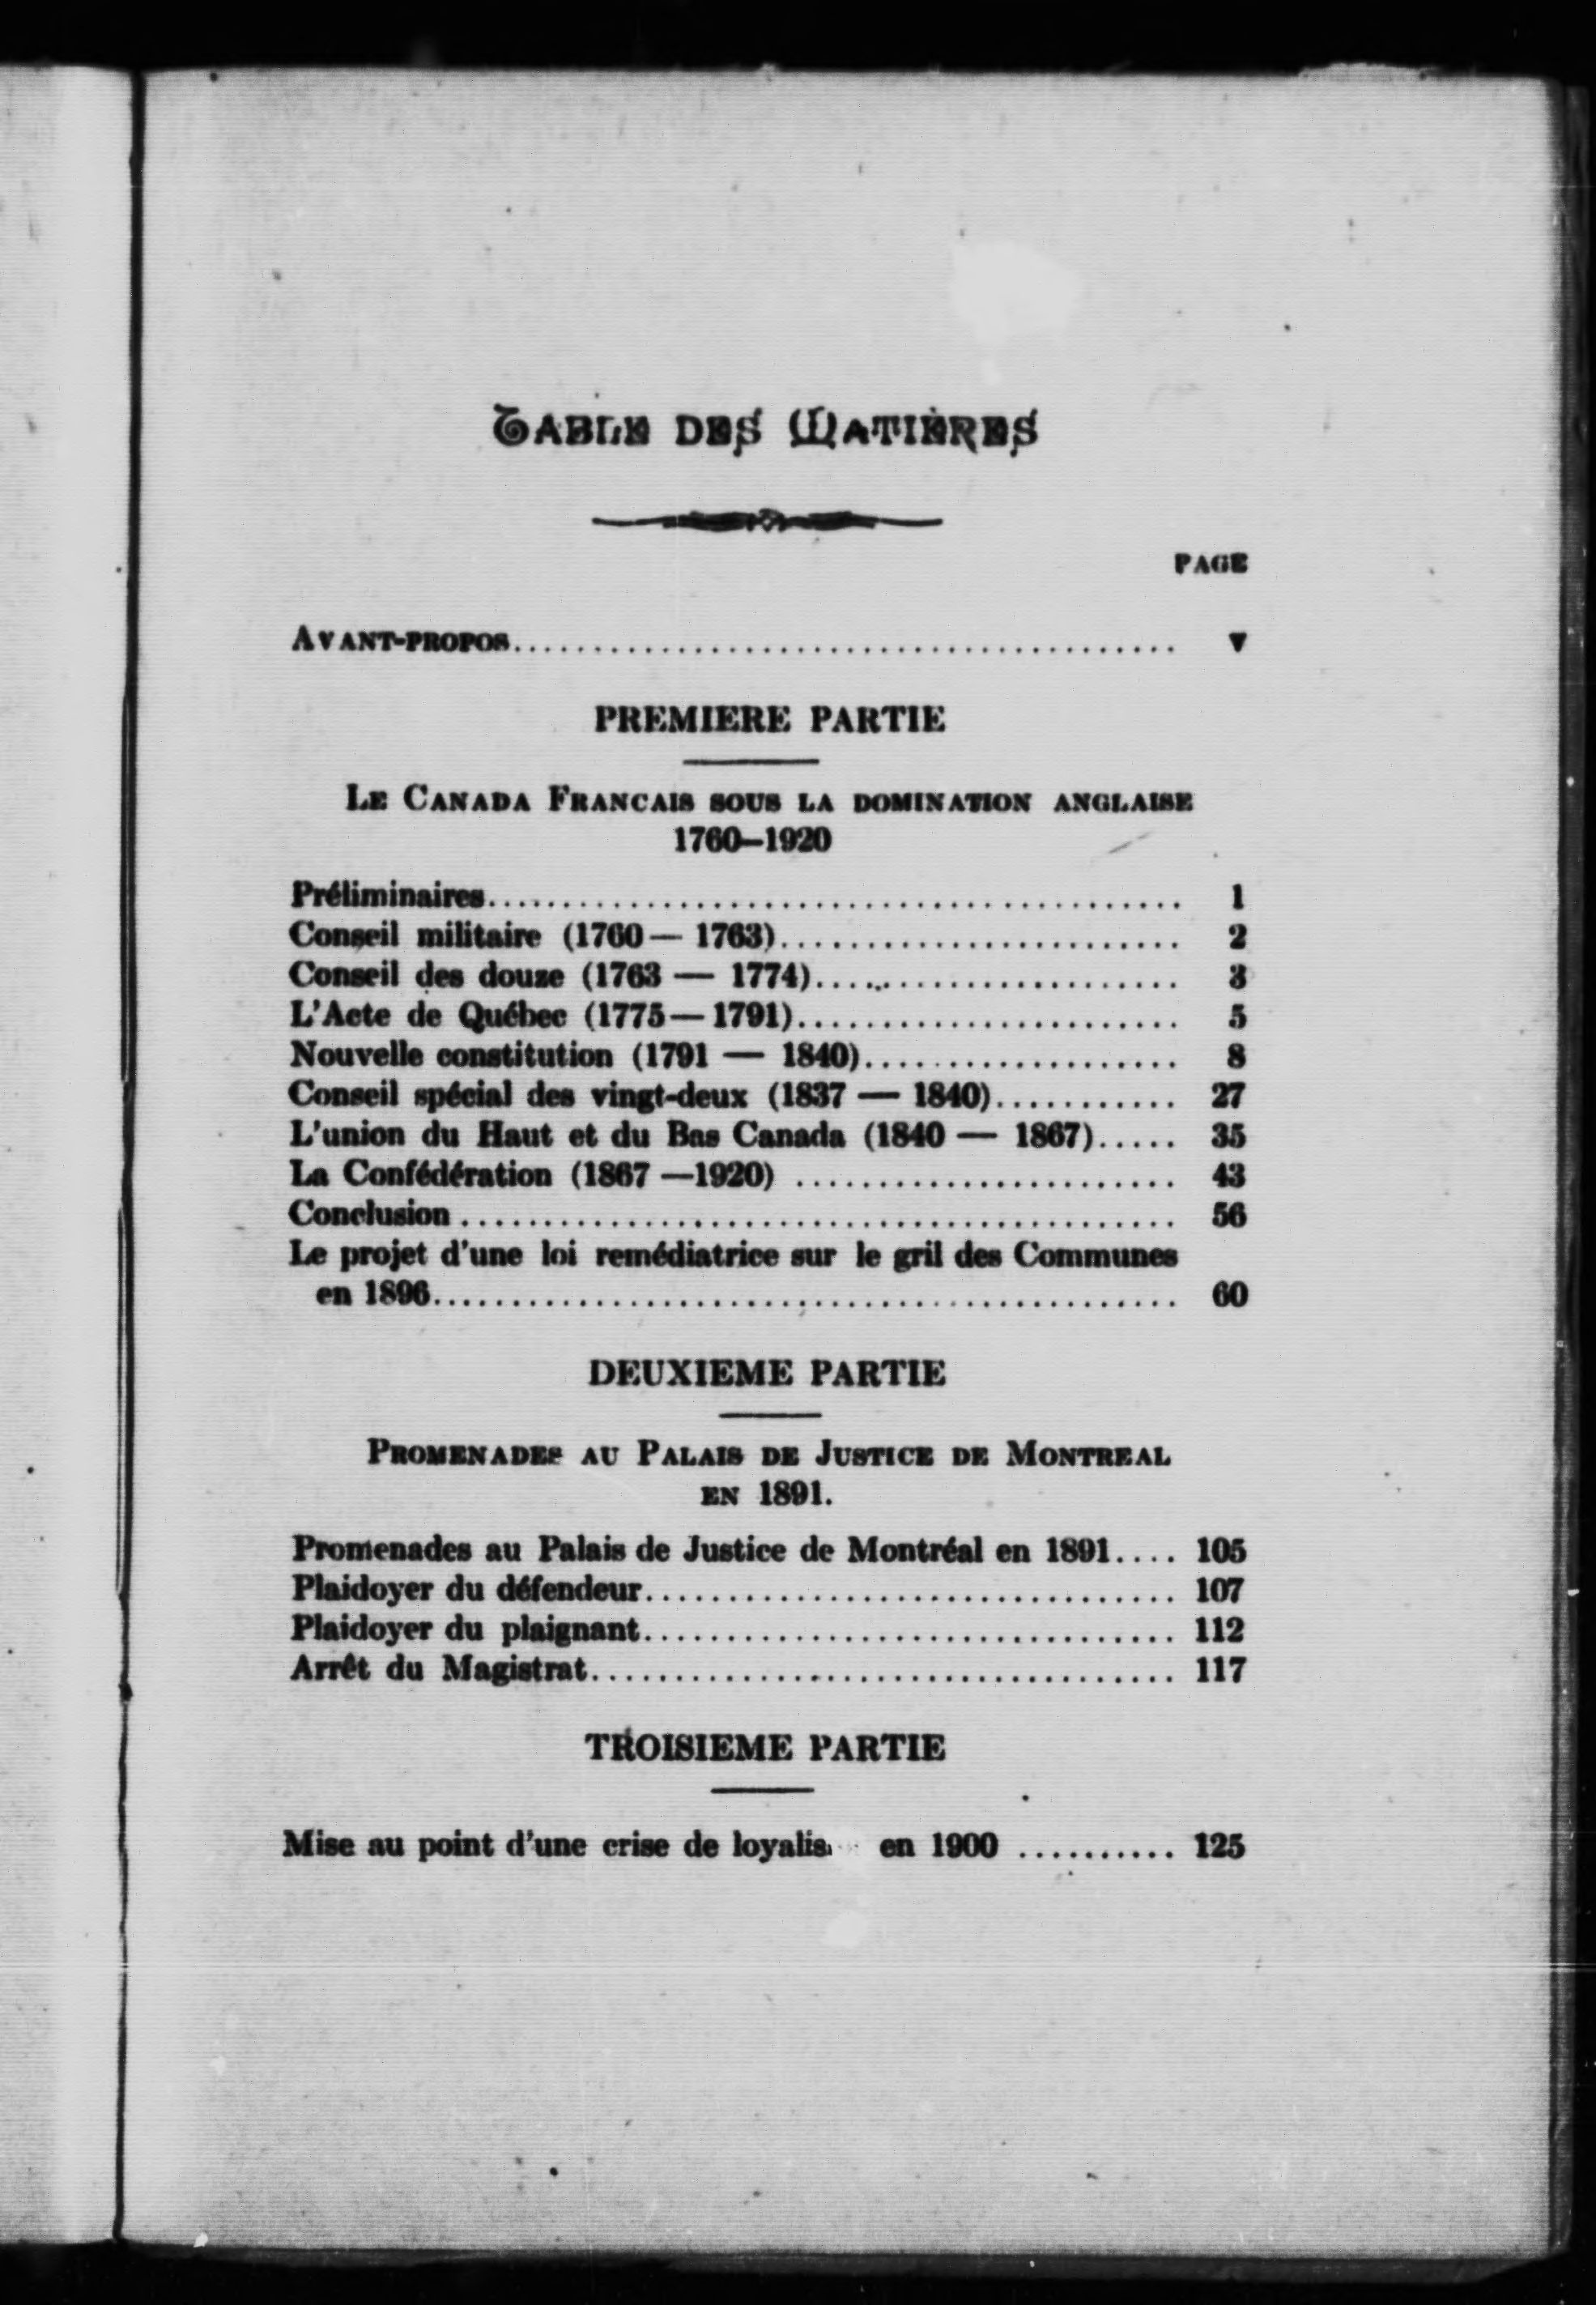 TABLE DES MATIÈRES
PAGE
AVANT-PROPOS........................................ V
PREMIERE PARTIE
LE CANADA FRANCAIS SOUS LA DOMINATION ANGLAISE
1760–1920
Préliminaires........................................ 1
Conseil militaire (1760 — 1763)........................ 2
Conseil des douze (1763 — 1774)...................... 3
L'Acte de Québec (1775 — 1791)....................... 5
Nouvelle constitution (1791 — 1840)................... 8
Conseil spécial des vingt-deux (1837 — 1840)........... 27
L'union du Haut et du Bas Canada (1840 — 1867)..... 35
La Confédération (1867 —1920) ....................... 43
Conclusion ........................................... 56
Le projet d'une loi remédiatrice sur le gril des Communes
en 1896............................................. 60
DEUXIEME PARTIE
PROMENADES AU PALAIS DE JUSTICE DE MONTREAL
EN 1891.
Promenades au Palais de Justice de Montréal en 1891.... 105
Plaidoyer du défendeur................................ 107
Plaidoyer du plaignant................................ 112
Arrêt du Magistrat................................... 117
TROISIEME PARTIE
Mise au point d'une crise de en 1900 .......... 125